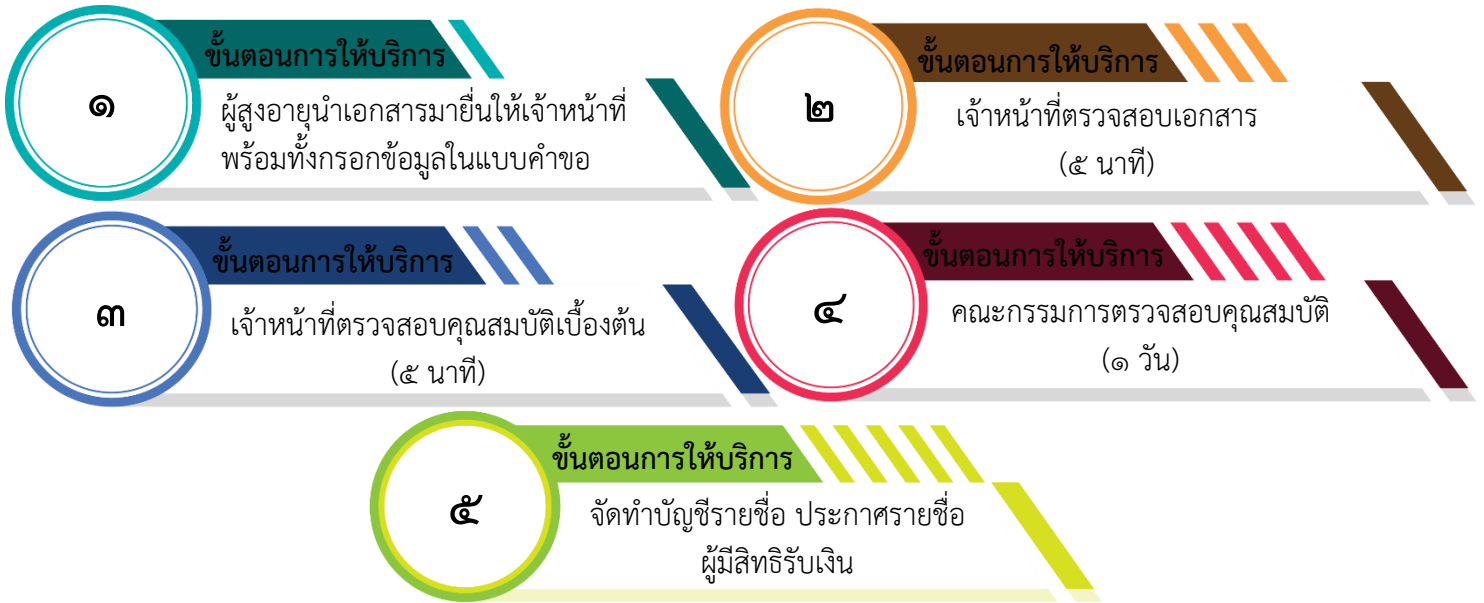 ๑
ขั้นตอนการให้บริการ
ผู้สูงอายุนำเอกสารมายื่นให้เจ้าหน้าที่
พร้อมทั้งกรอกข้อมูลในแบบคำขอ
๒
ขั้นตอนการให้บริการ
เจ้าหน้าที่ตรวจสอบเอกสาร
(๕ นาที)
๓
ขั้นตอนการให้บริการ
เจ้าหน้าที่ตรวจสอบคุณสมบัติเบื้องต้น
(๕ นาที)
๔
ขั้นตอนการให้บริการ
คณะกรรมการตรวจสอบคุณสมบัติ
(๑ วัน)
๕
ขั้นตอนการให้บริการ
จัดทำบัญชีรายชื่อ ประกาศรายชื่อ
ผู้มีสิทธิรับเงิน